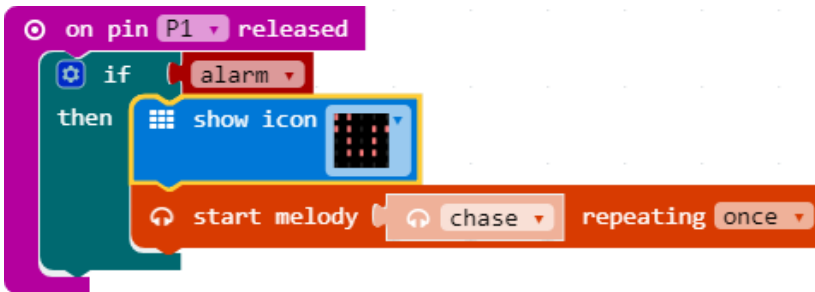 on pin P1 released
if alarm
then show icon
start melody chase repeating once